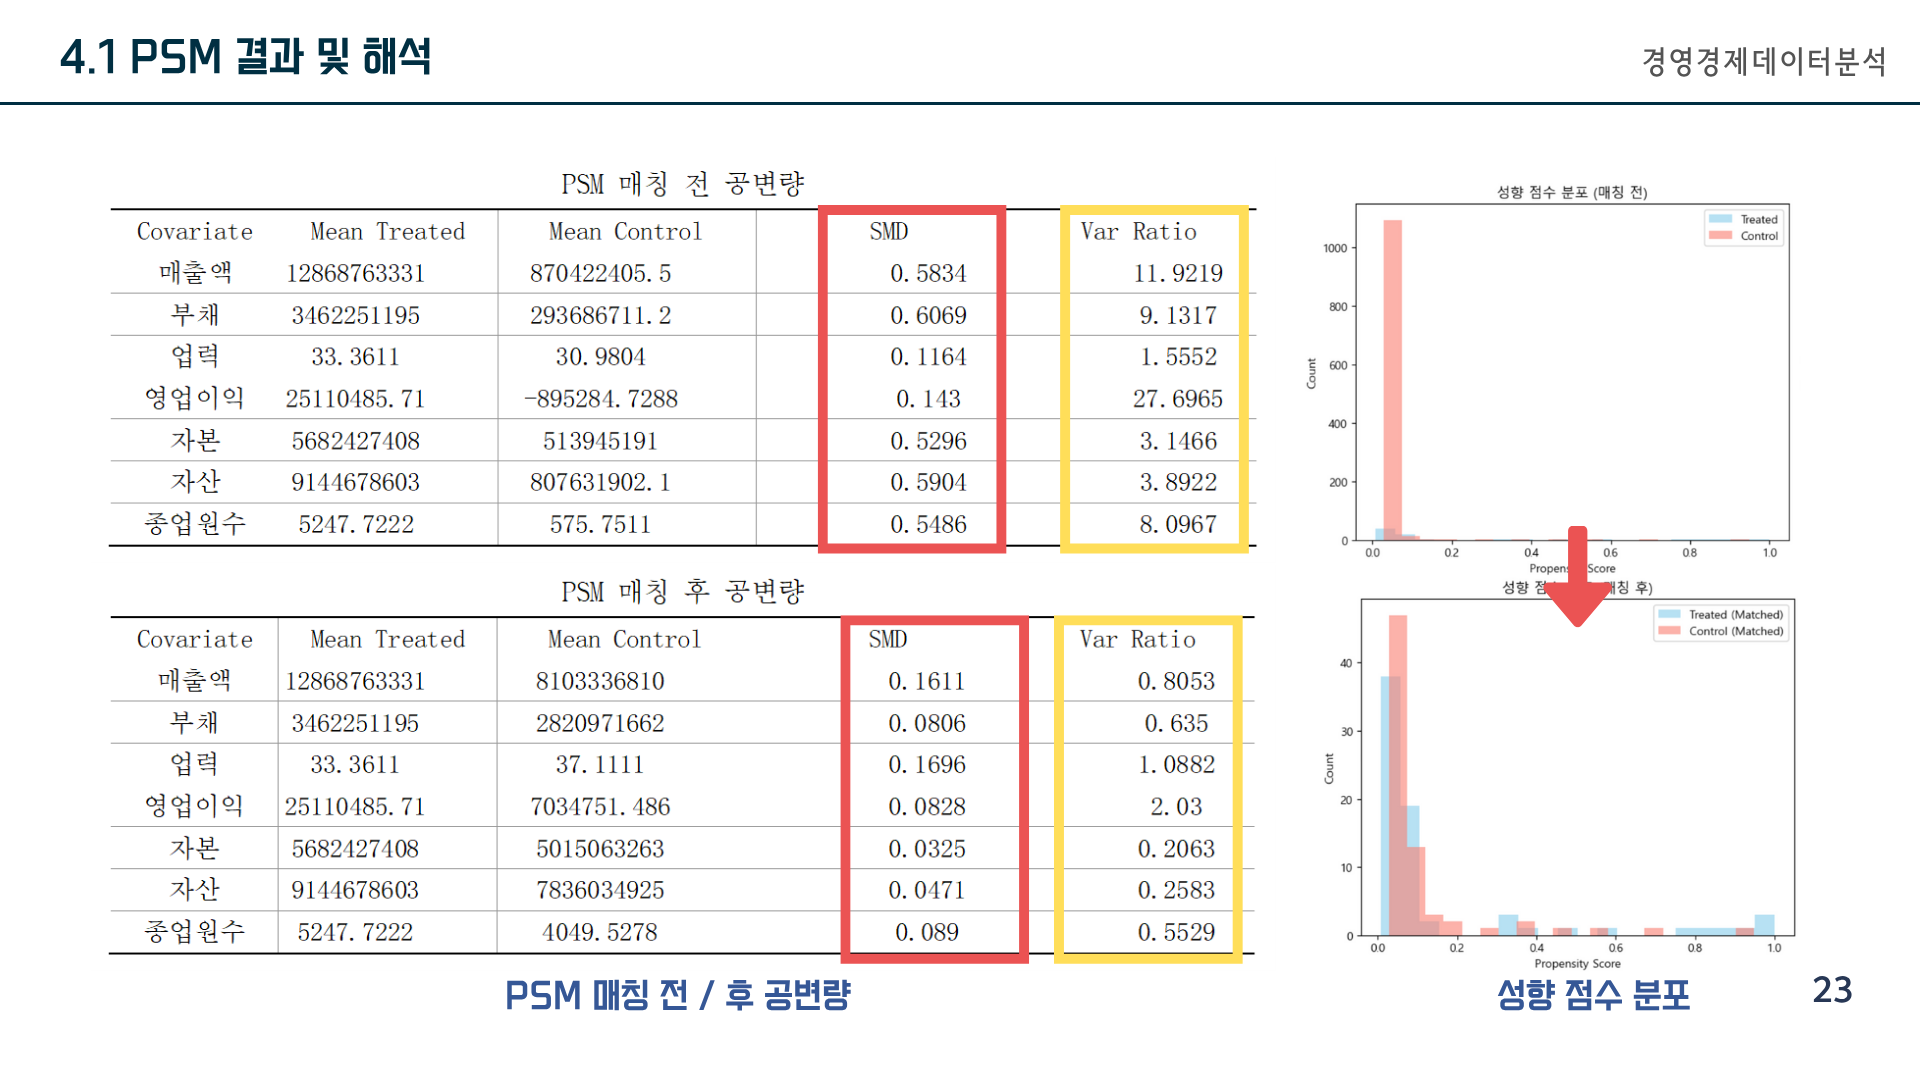 4.1 PSM 결과 및 해석
경영경제데이터분석
PSM 매칭 전 공변량
Covariate Mean Treated Mean Control SMD Var Ratio
매출액 12868763331 870422405.5 0.5834 11.9219
부채 3462251195 293686711.2 0.6069 9.1317
업력 33.3611 30.9804 0.1164 1.5552
영업이익 25110485.71 -895284.7288 0.143 27.6965
자본 5682427408 513945191 0.5296 3.1466
자산 9144678603 807631902.1 0.5904 3.8922
종업원수 5247.7222 575.7511 0.5486 8.0967
PSM 매칭 후 공변량
Covariate Mean Treated Mean Control SMD Var Ratio
매출액 12868763331 8103336810 0.1611 0.8053
부채 3462251195 2820971662 0.0806 0.635
업력 33.3611 37.1111 0.1696 1.0882
영업이익 25110485.71 7034751.486 0.0828 2.03
자본 5682427408 5015063263 0.0325 0.2063
자산 9144678603 7836034925 0.0471 0.2583
종업원수 5247.7222 4049.5278 0.089 0.5529
PSM 매칭 전 / 후 공변량
성향 점수 분포 (매칭 전)
Treated
Control
1000
800
600
400
200
0
Count
0.0 0.2 0.4 0.6 0.8 1.0
Score
성향 후)
Treated (Matched)
Control (Matched)
40
30
20
10
0
Count
0.0 0.2 0.4 0.6 0.8 1.0
Propensity Score
성향 점수 분포
23